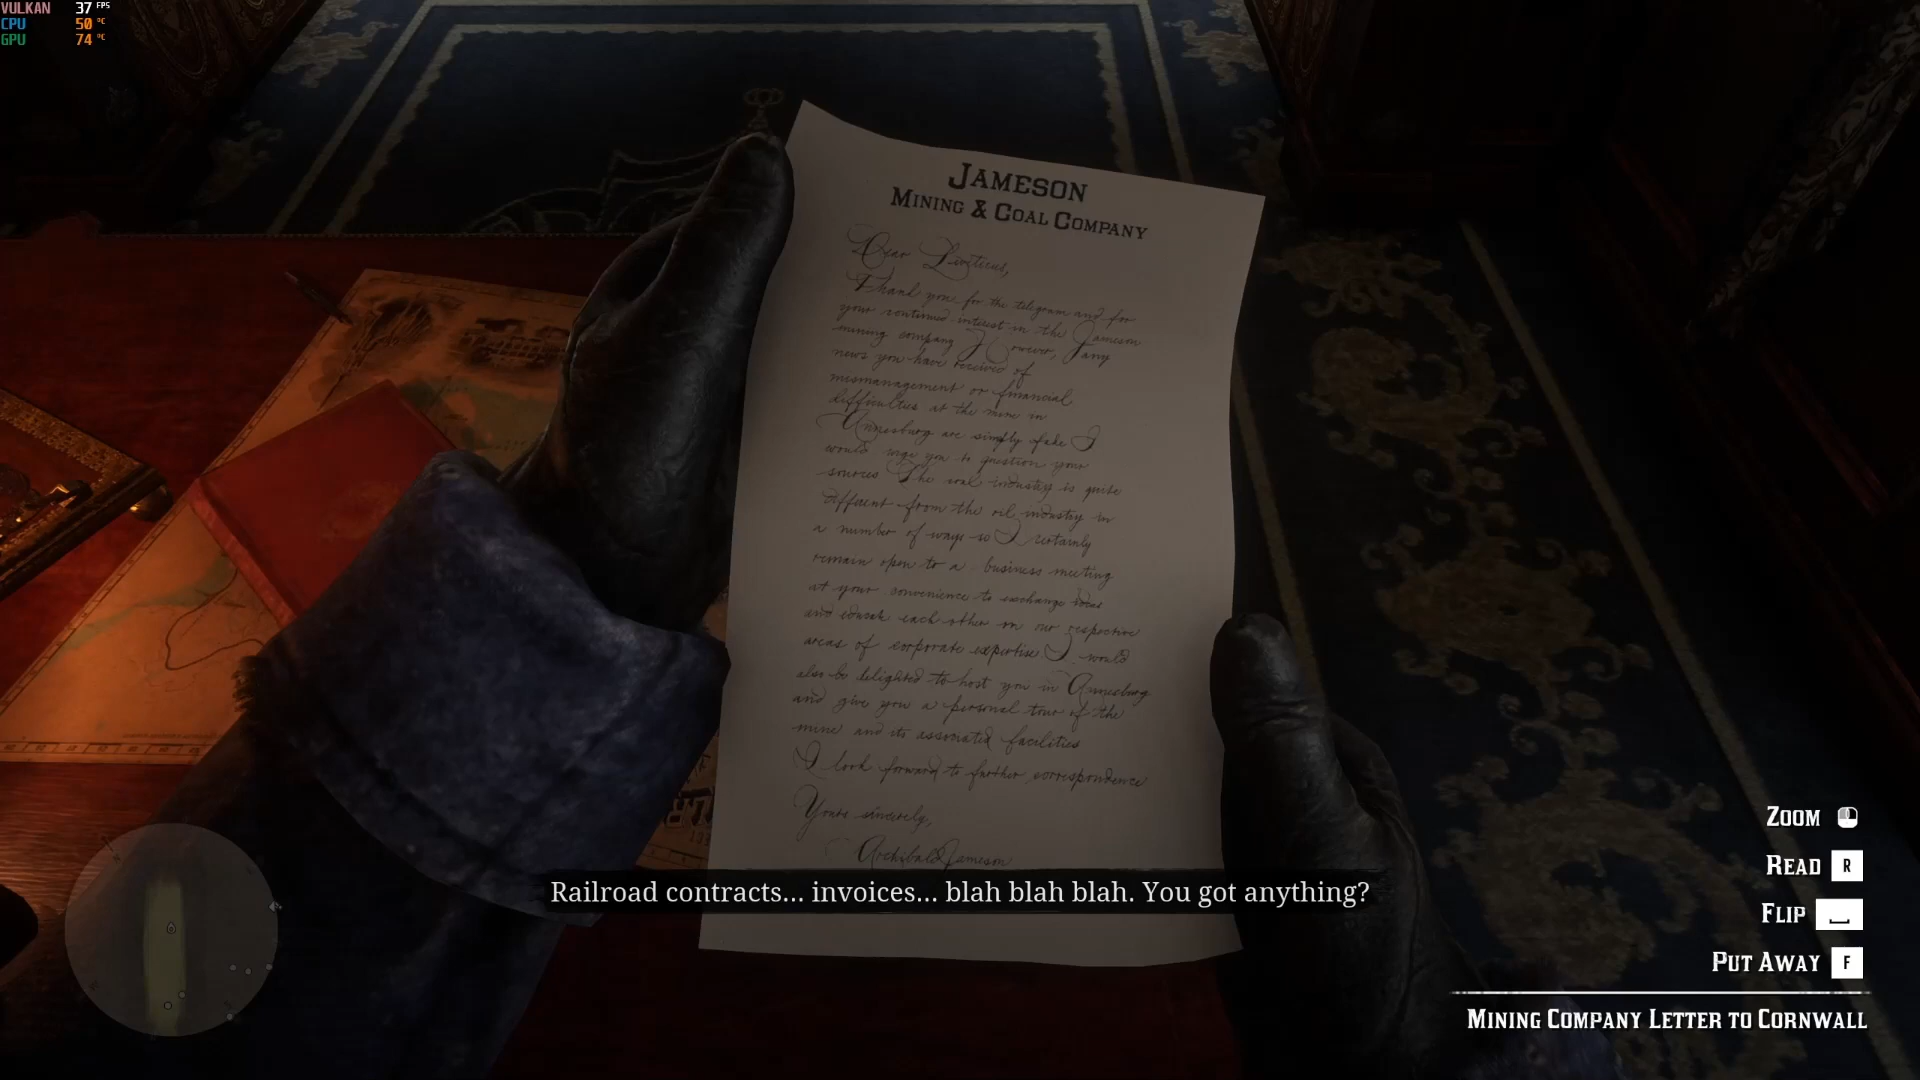 VULKAN 37 FPS
CPU 50 °C
GPU 74 °C
JAMESON
MINING & COAL COMPANY
Dear Leviticus,
Thank you for the telegram and for
your continued interest in the Jameson
mining company However, any
news you have received of
mismanagement or financial
difficulties at the mine in
Annesburg are simply fake I
would urge you to question your
sources The coal industry is quite
different from the oil industry in
a number of ways so I certainly
remain open to a business meeting
at your convenience to exchange ideas
and educate each other on our respective
areas of corporate expertise I would
also be delighted to host you in Annesburg
and give you a personal tour of the
mine and its associated facilities
I look forward to further correspondence
Yours sincerely,
Archibald Jameson
Railroad contracts... invoices... blah blah blah. You got anything?
ZOOM
READ R
FLIP
PUT AWAY F
MINING COMPANY LETTER TO CORNWALL